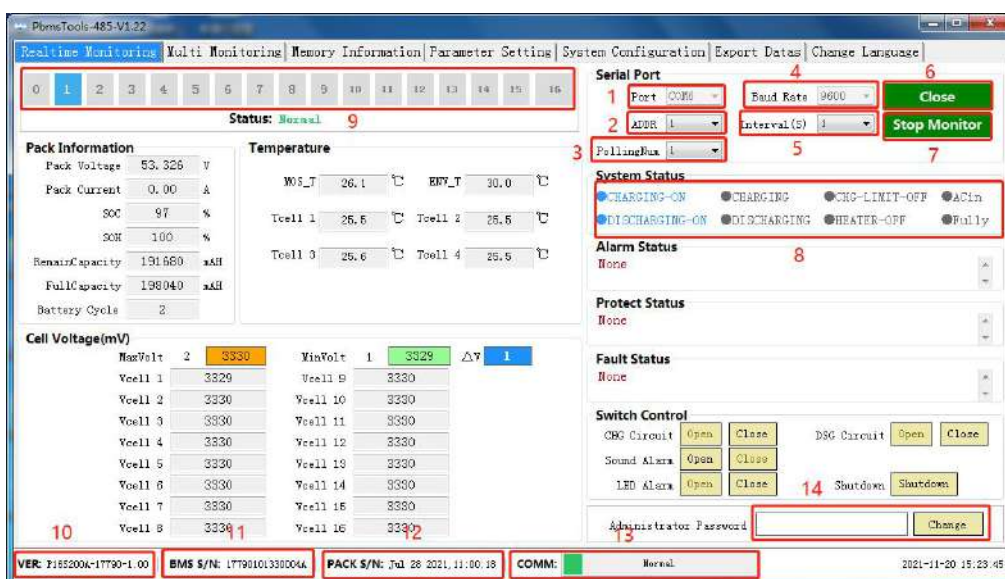 PbmsTools-485-V1.22
Realtime Monitoring Multi Monitoring Memory Information Parameter Setting System Configuration Export Datas Change Language
0 1 2 3 4 5 6 7 8 9 10 11 12 13 14 15 16
Status: Normal 9
Serial Port
4 6
1 Port COM6 Baud Rate 9600 Close
2 ADDR 1 Interval(S) 1 Stop Monitor
3 PollingNum 1 5 7
Pack Information
Pack Voltage 53.326 V
Pack Current 0.00 A
SOC 97 %
SOH 100 %
RemainCapacity 191680 mAH
FullCapacity 198040 mAH
Battery Cycle 2
Temperature
MOS_T 26.1 ℃ ENV_T 30.0 ℃
Tcell 1 25.5 ℃ Tcell 2 25.5 ℃
Tcell 3 25.6 ℃ Tcell 4 25.5 ℃
System Status
CHARGING-ON CHARGING CHG-LIMIT-OFF ACin
DISCHARGING-ON DISCHARGING HEATER-OFF Fully
8
Alarm Status
None
Protect Status
None
Fault Status
None
Cell Voltage(mV)
MaxVolt 2 3330 MinVolt 1 3329 △V 1
Vcell 1 3329 Vcell 9 3330
Vcell 2 3330 Vcell 10 3330
Vcell 3 3330 Vcell 11 3330
Vcell 4 3330 Vcell 12 3330
Vcell 5 3330 Vcell 13 3330
Vcell 6 3330 Vcell 14 3330
Vcell 7 3330 Vcell 15 3330
Vcell 8 3330 Vcell 16 3330
Switch Control
CHG Circuit Open Close DSG Circuit Open Close
Sound Alarm Open Close
LED Alarm Open Close 14 Shutdown Shutdown
Administrator Password Change
10 11 12 13
VER: P16S200A-17790-1.00 BMS S/N: 17790101330004A PACK S/N: Jul 28 2021,11:00:18 COMM: Normal 2021-11-20 15:23:45